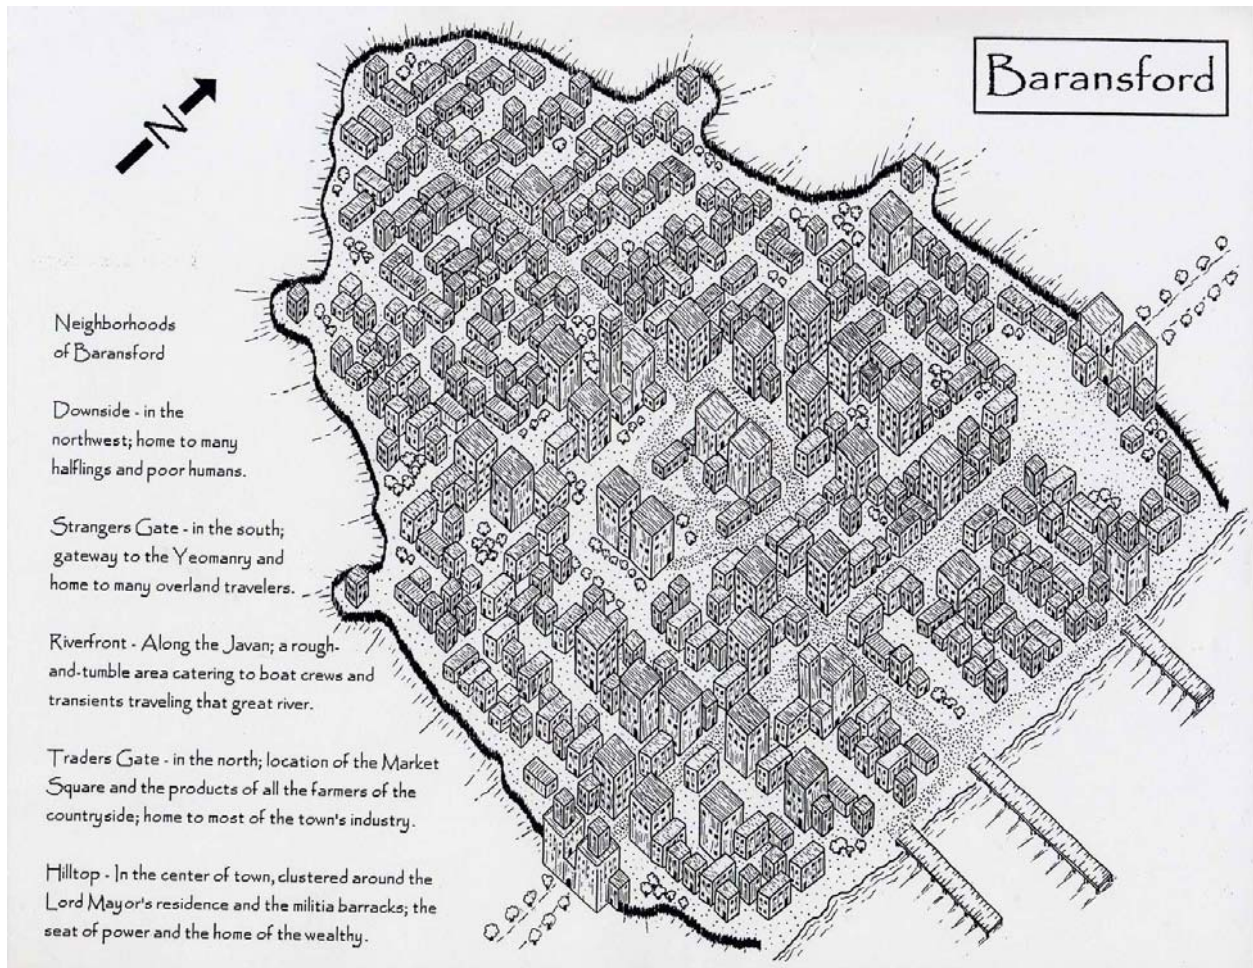 Baransford
N
Neighborhoods
of Baransford
Downside - in the
northwest; home to many
halflings and poor humans.
Strangers Gate - in the south;
gateway to the Yeomanry and
home to many overland travelers.
Riverfront - Along the Javan; a rough-
and-tumble area catering to boat crews and
transients traveling that great river.
Traders Gate - in the north; location of the Market
Square and the products of all the farmers of the
countryside; home to most of the town's industry.
Hilltop - In the center of town, clustered around the
Lord Mayor's residence and the militia barracks; the
seat of power and the home of the wealthy.